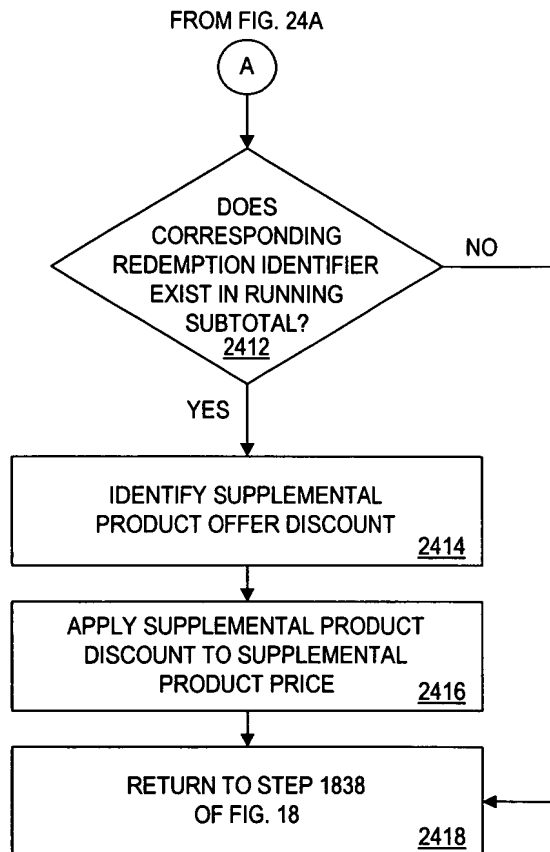 FROM FIG. 24A
A
DOES
CORRESPONDING
REDEMPTION IDENTIFIER
EXIST IN RUNNING
SUBTOTAL?
2412
NO
YES
IDENTIFY SUPPLEMENTAL
PRODUCT OFFER DISCOUNT
2414
APPLY SUPPLEMENTAL PRODUCT
DISCOUNT TO SUPPLEMENTAL
PRODUCT PRICE
2416
RETURN TO STEP 1838
OF FIG. 18
2418